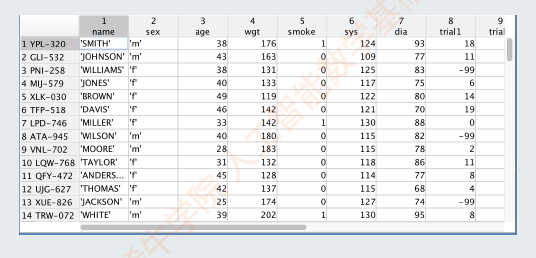 1 2 3 4 5 6 7 8 9
name sex age wgt smoke sys dia trial1 trial
1 YPL-320 'SMITH' 'm' 38 176 1 124 93 18
2 GLI-532 'JOHNSON' 'm' 43 163 0 109 77 11
3 PNI-258 'WILLIAMS' 'f' 38 131 0 125 83 -99
4 MIJ-579 'JONES' 'f' 40 133 0 117 75 6
5 XLK-030 'BROWN' 'f' 49 119 0 122 80 14
6 TFP-518 'DAVIS' 'f' 46 142 0 121 70 19
7 LPD-746 'MILLER' 'f' 33 142 1 130 88 0
8 ATA-945 'WILSON' 'm' 40 180 0 115 82 -99
9 VNL-702 'MOORE' 'm' 28 183 0 115 78 2
10 LQW-768 'TAYLOR' 'f' 31 132 0 118 86 11
11 QFY-472 'ANDERS... 'f' 45 128 0 114 77 8
12 UJG-627 'THOMAS' 'f' 42 137 0 115 68 4
13 XUE-826 'JACKSON' 'm' 25 174 0 127 74 -99
14 TRW-072 'WHITE' 'm' 39 202 1 130 95 8